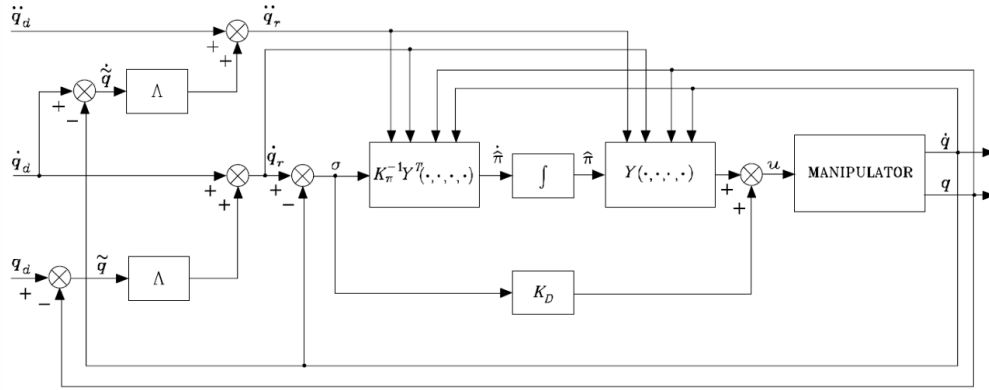 q̈_d + + q̈_r
+ − q̃̇ Λ
q̇_d + + q̇_r + − σ K_π^{-1}Y^T(·,·,·,·) π̂̇ ∫ π̂ Y(·,·,·,·) + + u MANIPULATOR q̇ q
q_d + − q̃ Λ K_D